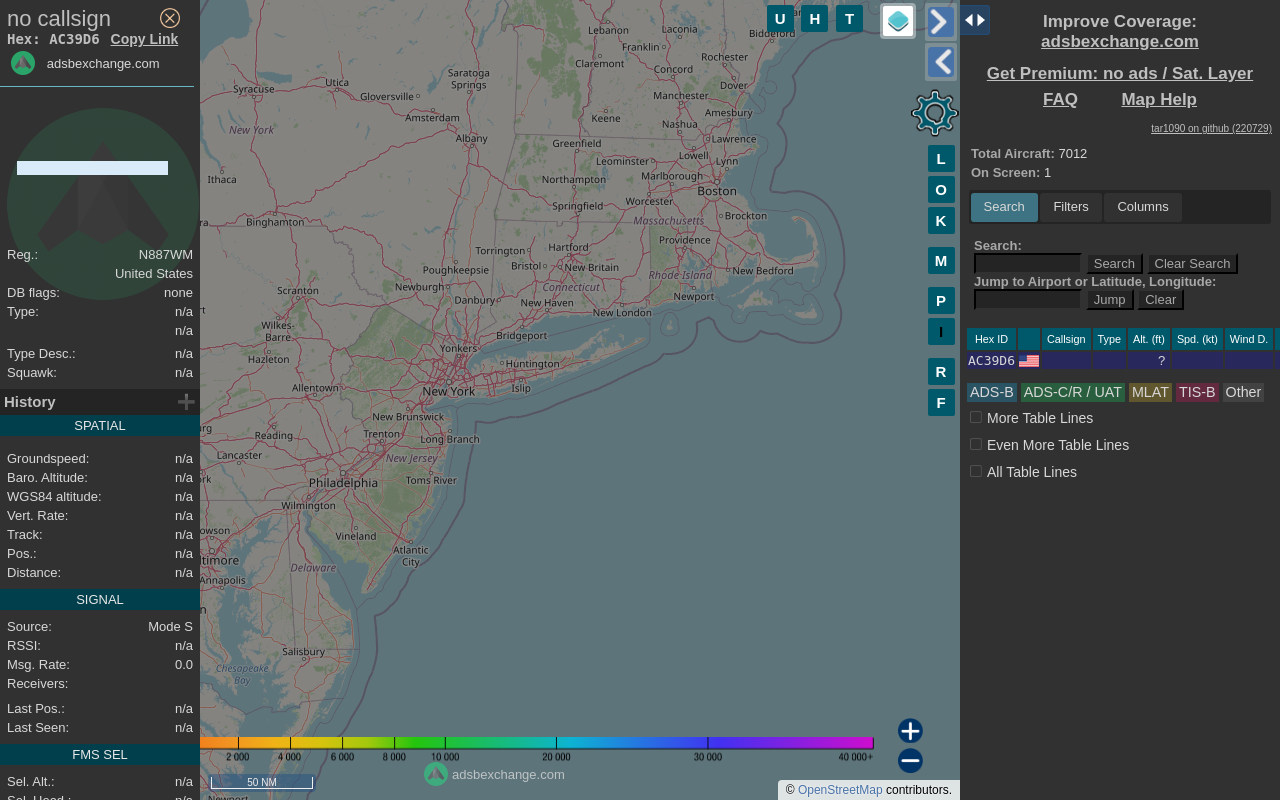 no callsign
Hex: AC39D6 Copy Link
adsbexchange.com
Reg.: N887WM
United States
DB flags: none
Type: n/a
n/a
Type Desc.: n/a
Squawk: n/a
History
SPATIAL
Groundspeed: n/a
Baro. Altitude: n/a
WGS84 altitude: n/a
Vert. Rate: n/a
Track: n/a
Pos.: n/a
Distance: n/a
SIGNAL
Source: Mode S
RSSI: n/a
Msg. Rate: 0.0
Receivers:
Last Pos.: n/a
Last Seen: n/a
FMS SEL
Sel. Alt.: n/a
U H T
L
O
K
M
P
I
R
F
Lebanon
Laconia
Franklin
Claremont
Rochester
Concord
Dover
Saratoga
Springs
Utica
Syracuse
Gloversville
Manchester
Amesbury
Amsterdam
Keene
Nashua
New York
Albany
Greenfield
Lawrence
Lowell
Leominster
Lynn
Ithaca
Northampton
Marlborough
Boston
Worcester
Springfield
Brockton
Massachusetts
Binghamton
Providence
Hartford
Torrington
Bristol
New Britain
Poughkeepsie
New Bedford
Rhode Island
Newburgh
Connecticut
Scranton
Danbury
New Haven
Newport
New London
Wilkes-
Barre
Bridgeport
Yonkers
Hazleton
Huntington
Allentown
New York
Islip
New Brunswick
Reading
Trenton
Long Branch
Lancaster
New Jersey
Philadelphia
Toms River
Wilmington
Vineland
Atlantic
City
Delaware
Annapolis
Salisbury
Chesapeake
Bay
2 000 4 000 6 000 8 000 10 000 20 000 30 000 40 000+
50 NM
adsbexchange.com
© OpenStreetMap contributors.
Improve Coverage:
adsbexchange.com
Get Premium: no ads / Sat. Layer
FAQ Map Help
tar1090 on github (220729)
Total Aircraft: 7012
On Screen: 1
Search Filters Columns
Search:
Search Clear Search
Jump to Airport or Latitude, Longitude:
Jump Clear
Hex ID Callsign Type Alt. (ft) Spd. (kt) Wind D.
AC39D6 ?
ADS-B ADS-C/R / UAT MLAT TIS-B Other
More Table Lines
Even More Table Lines
All Table Lines